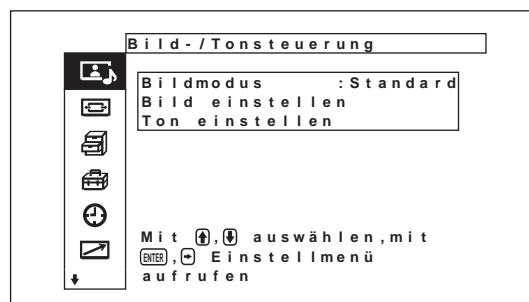 Bild-/Tonsteuerung
Bildmodus :Standard
Bild einstellen
Ton einstellen
Mit ↑,↓ auswählen,mit
ENTER,→ Einstellmenü
aufrufen